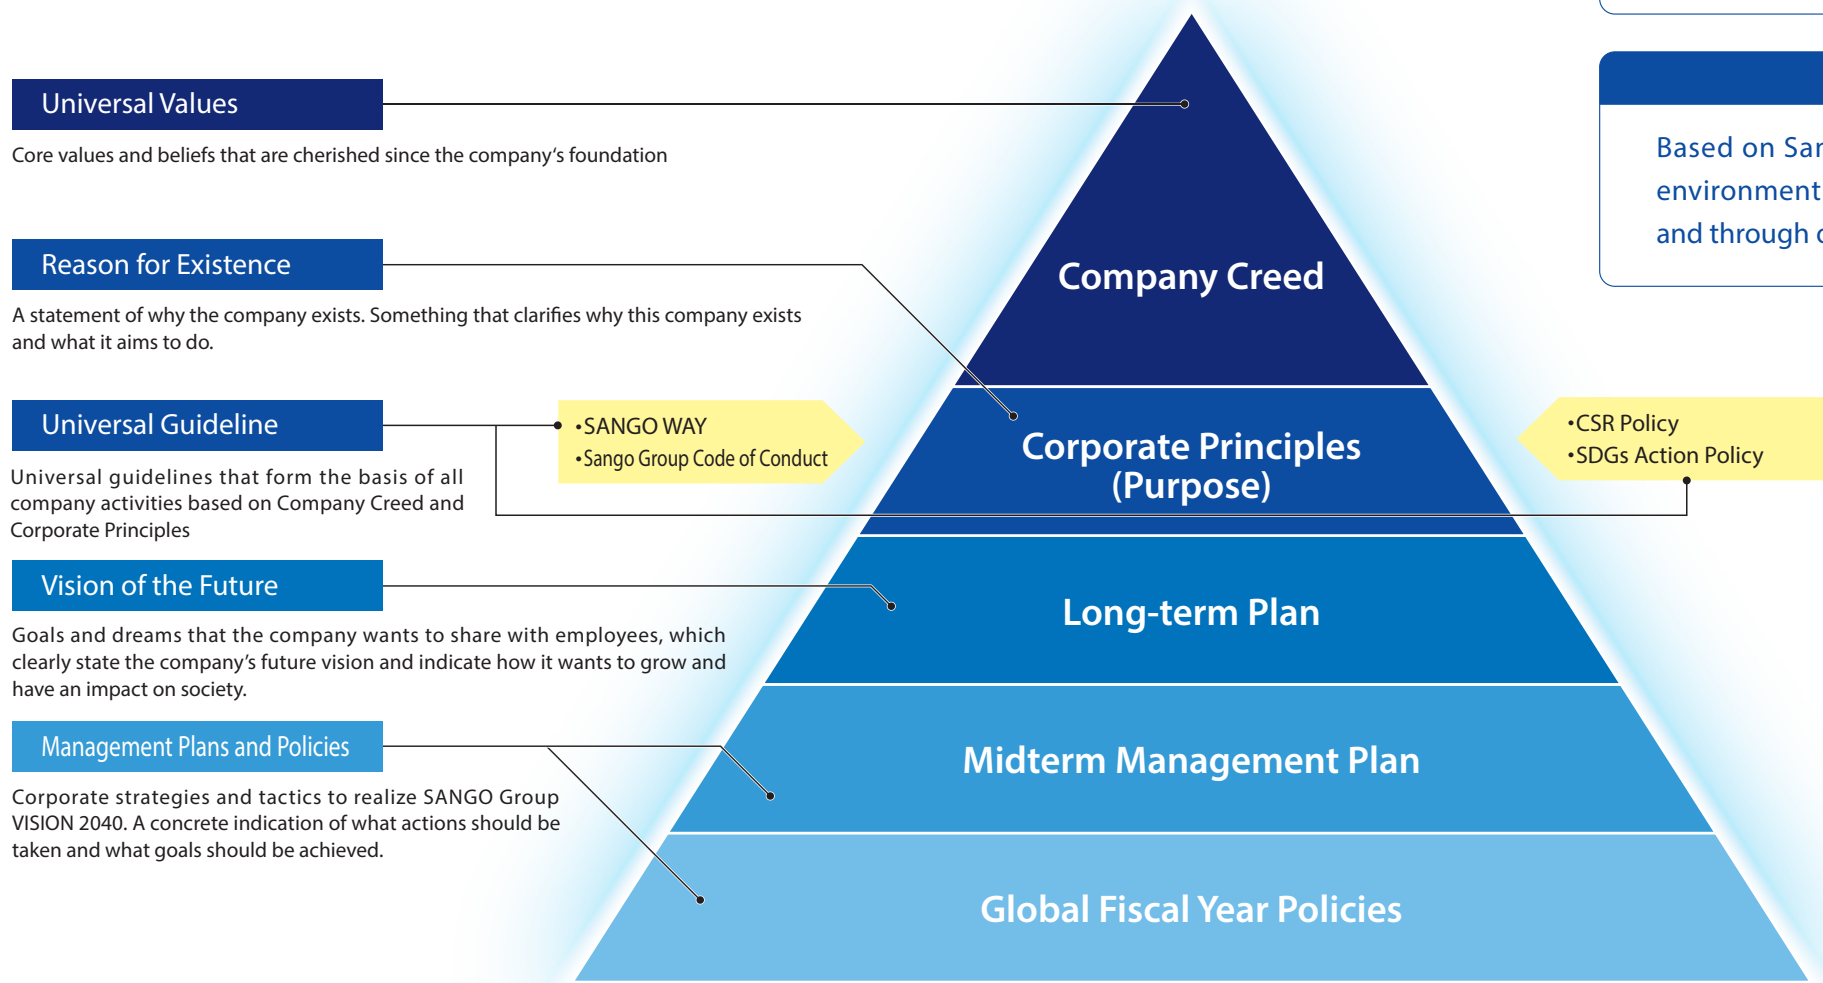 Universal Values
Core values and beliefs that are cherished since the company‘s foundation
Reason for Existence
A statement of why the company exists. Something that clarifies why this company exists
and what it aims to do.
Universal Guideline
Universal guidelines that form the basis of all
company activities based on Company Creed and
Corporate Principles
•SANGO WAY
•Sango Group Code of Conduct
Vision of the Future
Goals and dreams that the company wants to share with employees, which
clearly state the company’s future vision and indicate how it wants to grow and
have an impact on society.
Management Plans and Policies
Corporate strategies and tactics to realize SANGO Group
VISION 2040. A concrete indication of what actions should be
taken and what goals should be achieved.
Company Creed
Corporate Principles
(Purpose)
Long-term Plan
Midterm Management Plan
Global Fiscal Year Policies
Based on
environment
and through
•CSR Policy
•SDGs Action Policy